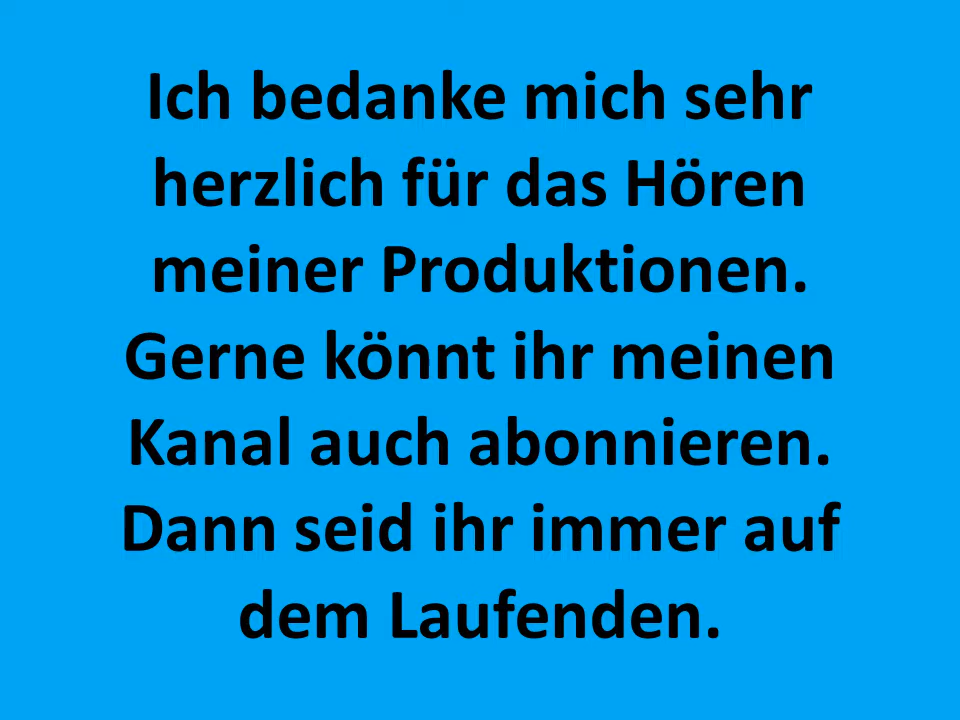 Ich bedanke mich sehr
herzlich für das Hören
meiner Produktionen.
Gerne könnt ihr meinen
Kanal auch abonnieren.
Dann seid ihr immer auf
dem Laufenden.